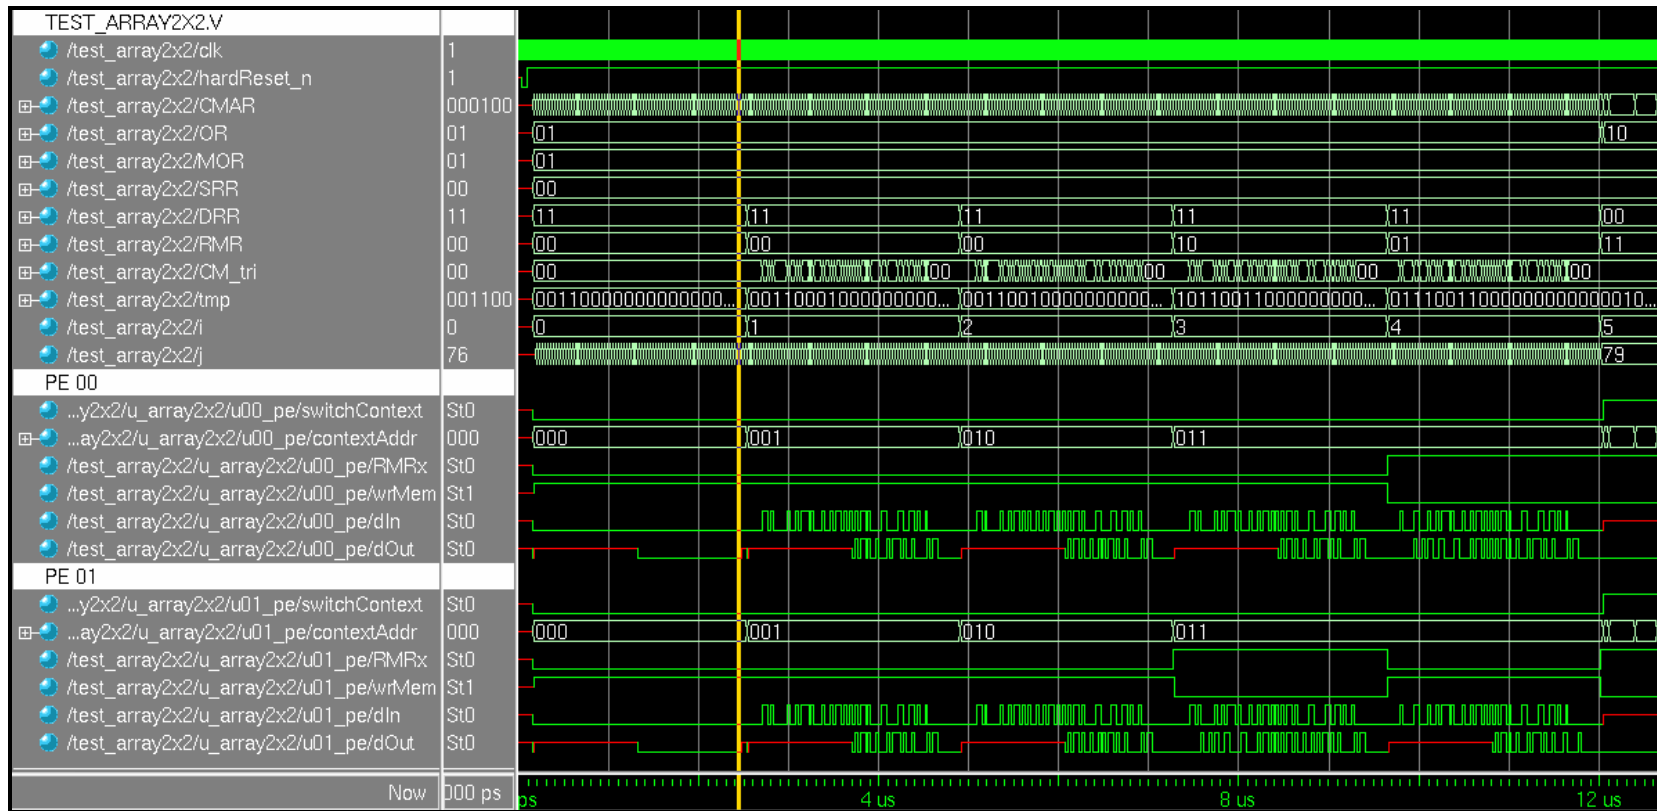 TEST_ARRAY2X2.V
/test_array2x2/clk 1
/test_array2x2/hardReset_n 1
/test_array2x2/CMAR 000100
/test_array2x2/OR 01 01 10
/test_array2x2/MOR 01 01
/test_array2x2/SRR 00 00
/test_array2x2/DRR 11 11 11 11 11 11 00
/test_array2x2/RMR 00 00 00 00 10 01 11
/test_array2x2/CM_tri 00 00 00 00 00 00
/test_array2x2/tmp 001100 00110000000000000... 00110001000000000... 00110010000000000... 1011001100000000... 01110011000000000000010...
/test_array2x2/i 0 0 1 2 3 4 5
/test_array2x2/j 76 79
PE 00
...y2x2/u_array2x2/u00_pe/switchContext St0
...ay2x2/u_array2x2/u00_pe/contextAddr 000 000 001 010 011
/test_array2x2/u_array2x2/u00_pe/RMRx St0
/test_array2x2/u_array2x2/u00_pe/wrMem St1
/test_array2x2/u_array2x2/u00_pe/dIn St0
/test_array2x2/u_array2x2/u00_pe/dOut St0
PE 01
...y2x2/u_array2x2/u01_pe/switchContext St0
...ay2x2/u_array2x2/u01_pe/contextAddr 000 000 001 010 011
/test_array2x2/u_array2x2/u01_pe/RMRx St0
/test_array2x2/u_array2x2/u01_pe/wrMem St1
/test_array2x2/u_array2x2/u01_pe/dIn St0
/test_array2x2/u_array2x2/u01_pe/dOut St0
Now 000 ps ps 4 us 8 us 12 us